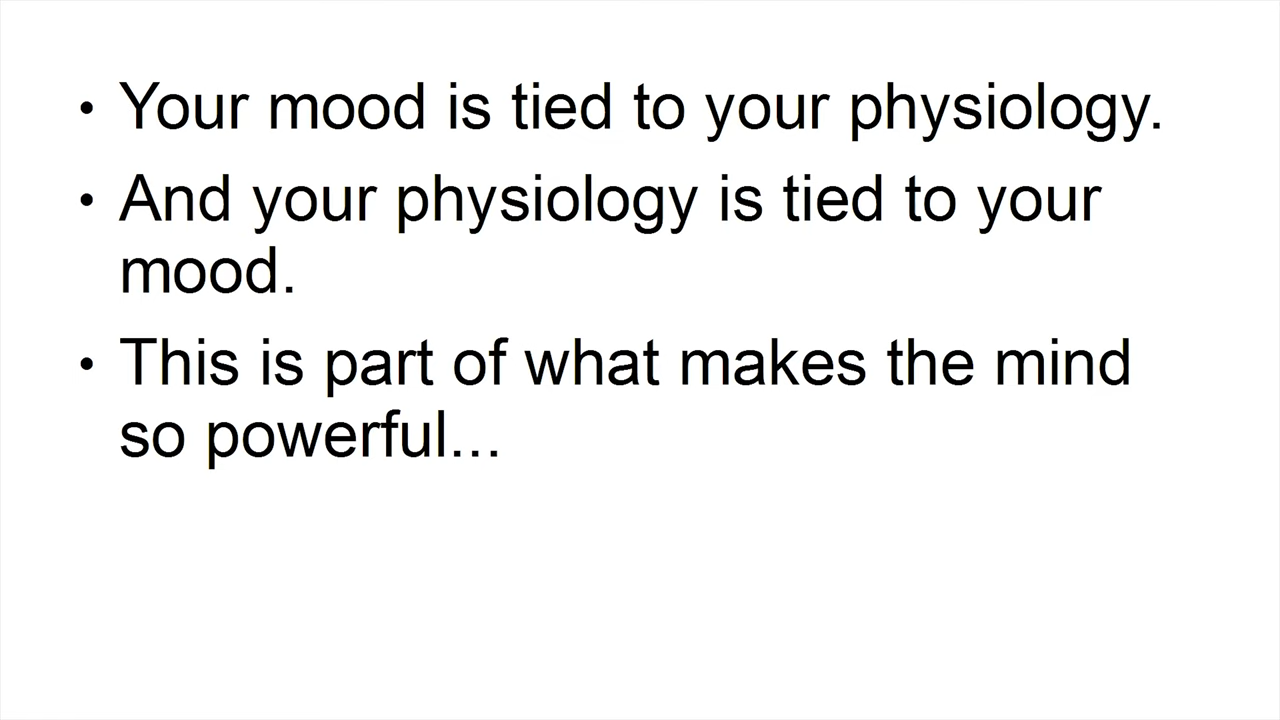 • Your mood is tied to your physiology.
• And your physiology is tied to your
mood.
• This is part of what makes the mind
so powerful...